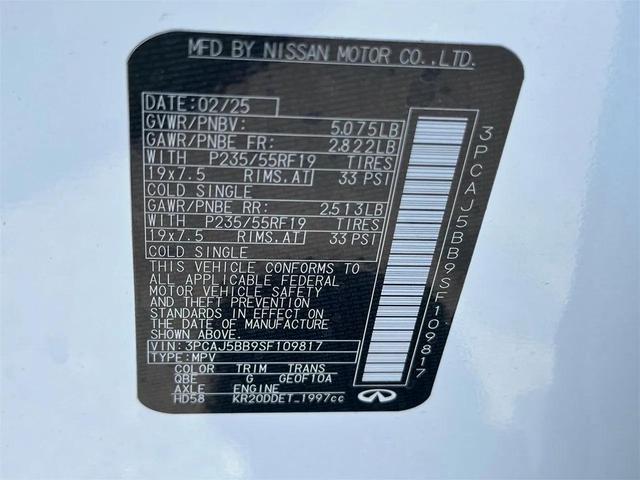 MFD BY NISSAN MOTOR CO.,LTD.
DATE:02/25
GVWR/PNBV: 5,075LB
GAWR/PNBE FR: 2,822LB
WITH P235/55RF19 TIRES
19x7.5 RIMS,AT 33 PSI
COLD SINGLE
GAWR/PNBE RR: 2,513LB
WITH P235/55RF19 TIRES
19x7.5 RIMS,AT 33 PSI
COLD SINGLE
THIS VEHICLE CONFORMS TO
ALL APPLICABLE FEDERAL
MOTOR VEHICLE SAFETY
AND THEFT PREVENTION
STANDARDS IN EFFECT ON
THE DATE OF MANUFACTURE
SHOWN ABOVE.
VIN: 3PCAJ5BB9SF109817
TYPE:MPV
COLOR TRIM TRANS
QBE G GE0F10A
AXLE ENGINE
HD58 KR20DDET_1997cc
3PCAJ5BB9SF109817